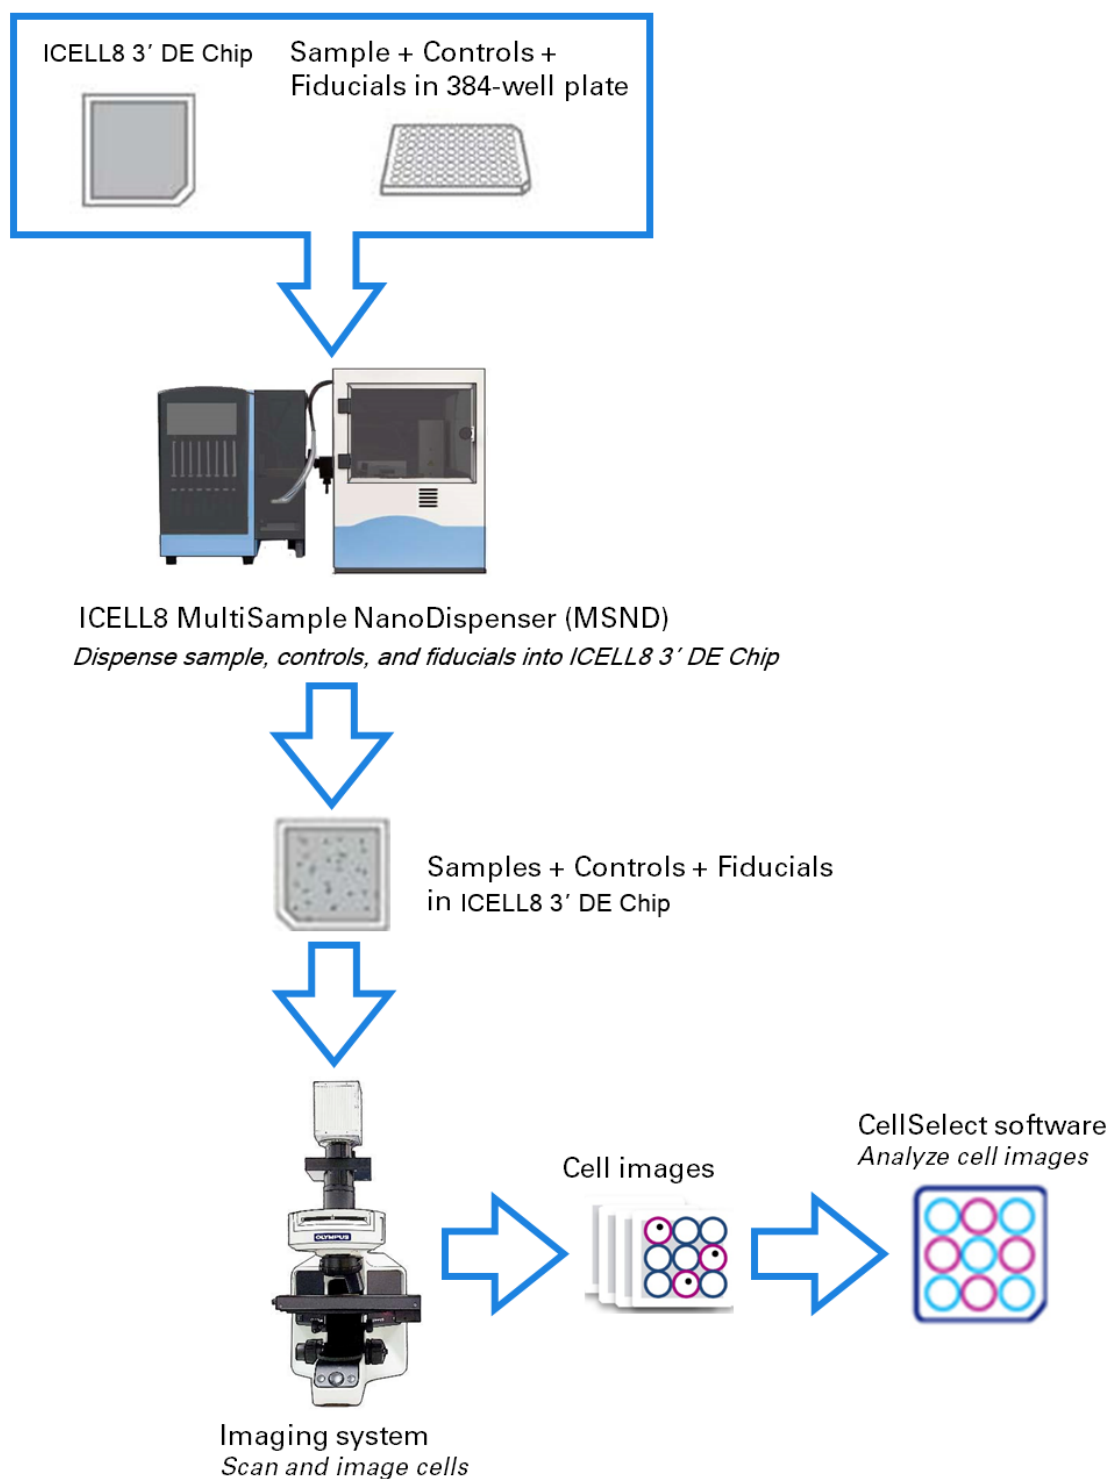 ICELL8 3′ DE Chip
Sample + Controls +
Fiducials in 384-well plate
ICELL8 MultiSample NanoDispenser (MSND)
Dispense sample, controls, and fiducials into ICELL8 3′ DE Chip
Samples + Controls + Fiducials
in ICELL8 3′ DE Chip
OLYMPUS
Cell images
CellSelect software
Analyze cell images
Imaging system
Scan and image cells